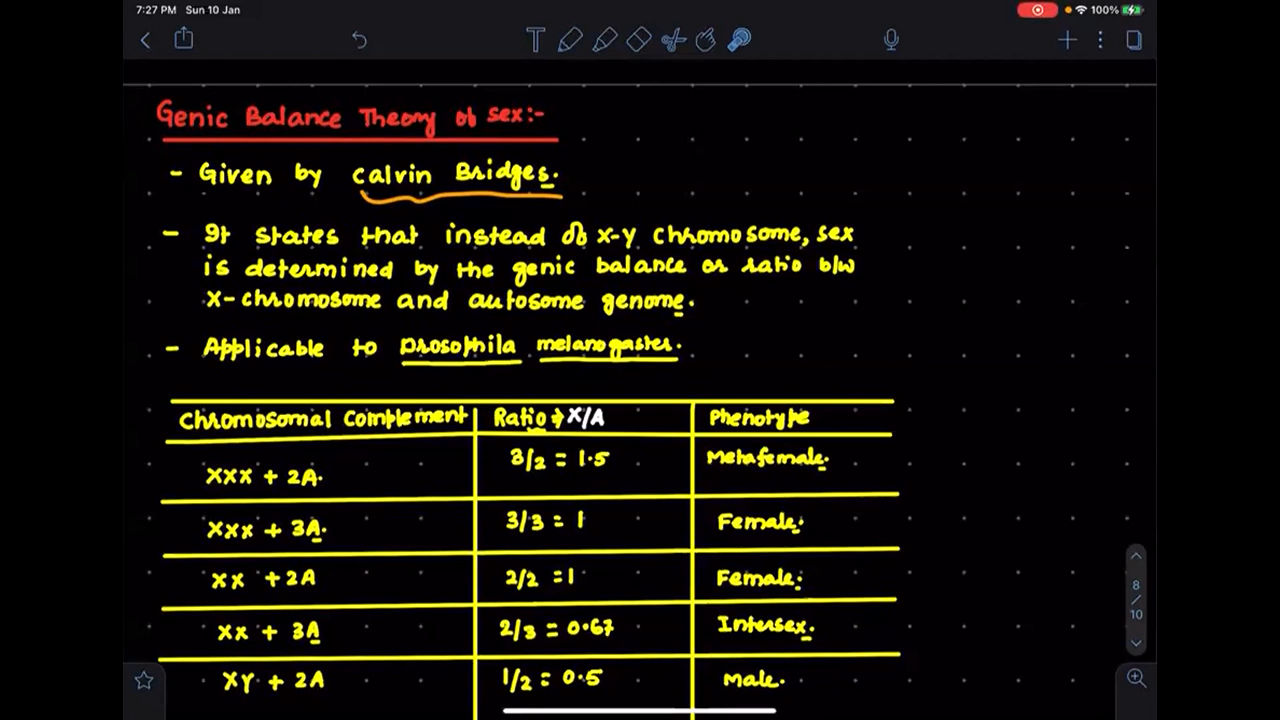 7:27 PM Sun 10 Jan
100%
Genic Balance Theory of sex:-
- Given by Calvin Bridges.
- It states that instead of X-Y chromosome, sex
is determined by the genic balance or ratio b/w
X-chromosome and autosome genome.
- Applicable to Drosophila melanogaster.
Chromosomal Complement Ratio → X/A Phenotype
XXX + 2A. 3/2 = 1.5 Metafemale.
XXX + 3A. 3/3 = 1 Female.
XX + 2A 2/2 = 1 Female.
XX + 3A 2/3 = 0.67 Intersex.
XY + 2A 1/2 = 0.5 Male.
8
/
10